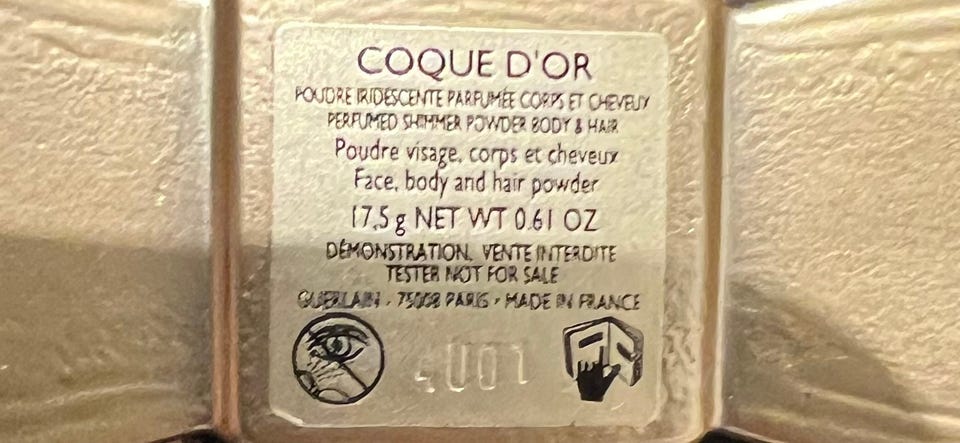 COQUE D'OR
POUDRE IRIDESCENTE PARFUMÉE CORPS ET CHEVEUX
PERFUMED SHIMMER POWDER BODY & HAIR
Poudre visage, corps et cheveux
Face, body and hair powder
17,5 g NET WT 0.61 OZ
DÉMONSTRATION. VENTE INTERDITE
TESTER NOT FOR SALE
GUERLAIN - 75008 PARIS - MADE IN FRANCE